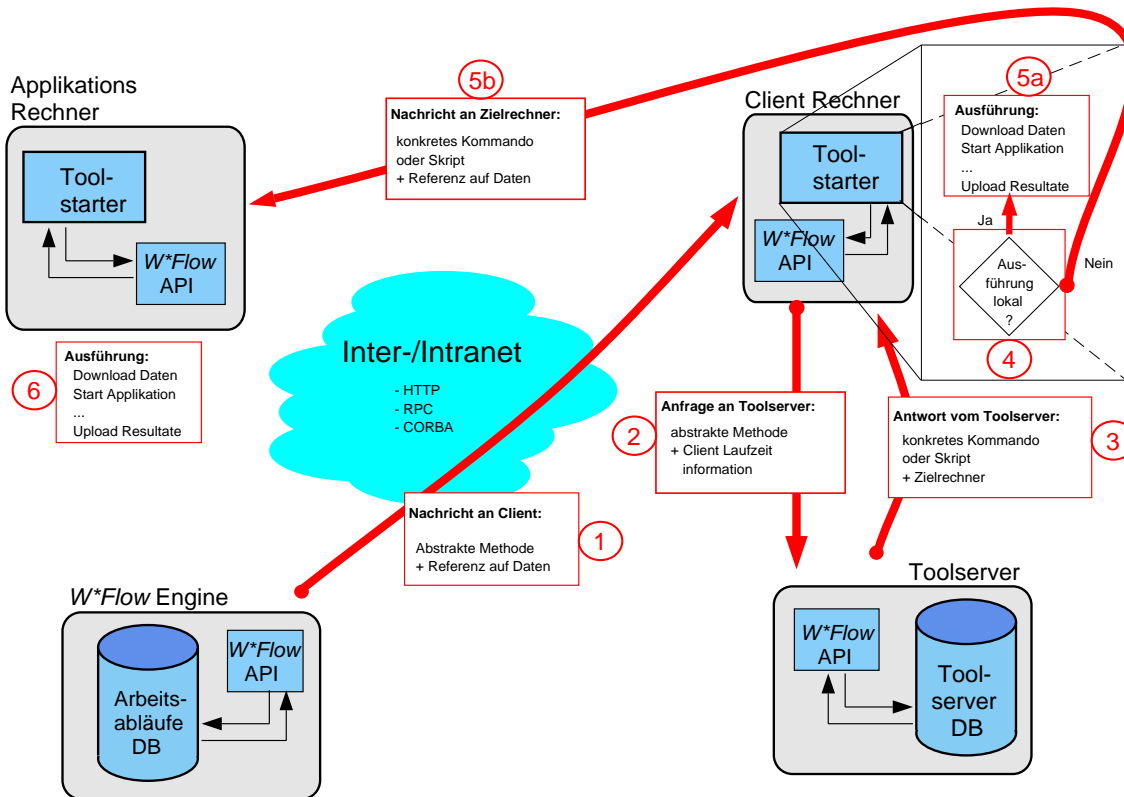 Applikations
Rechner
Tool-
starter
W*Flow
API
5b
Nachricht an Zielrechner:
konkretes Kommando
oder Skript
+ Referenz auf Daten
Client Rechner
Tool-
starter
W*Flow
API
5a
Ausführung:
Download Daten
Start Applikation
...
Upload Resultate
Ja
Nein
Aus-
führung
lokal
?
4
6
Ausführung:
Download Daten
Start Applikation
...
Upload Resultate
Inter-/Intranet
- HTTP
- RPC
- CORBA
2
Anfrage an Toolserver:
abstrakte Methode
+ Client Laufzeit
information
Antwort vom Toolserver:
konkretes Kommando
oder Skript
+ Zielrechner
3
Nachricht an Client:
Abstrakte Methode
+ Referenz auf Daten
1
W*Flow Engine
Arbeits-
abläufe
DB
W*Flow
API
Toolserver
W*Flow
API
Tool-
server
DB